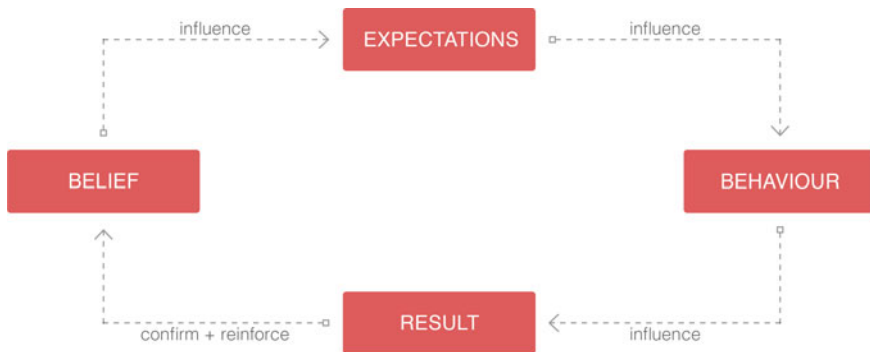 influence
EXPECTATIONS
influence
BELIEF
BEHAVIOUR
confirm + reinforce
RESULT
influence